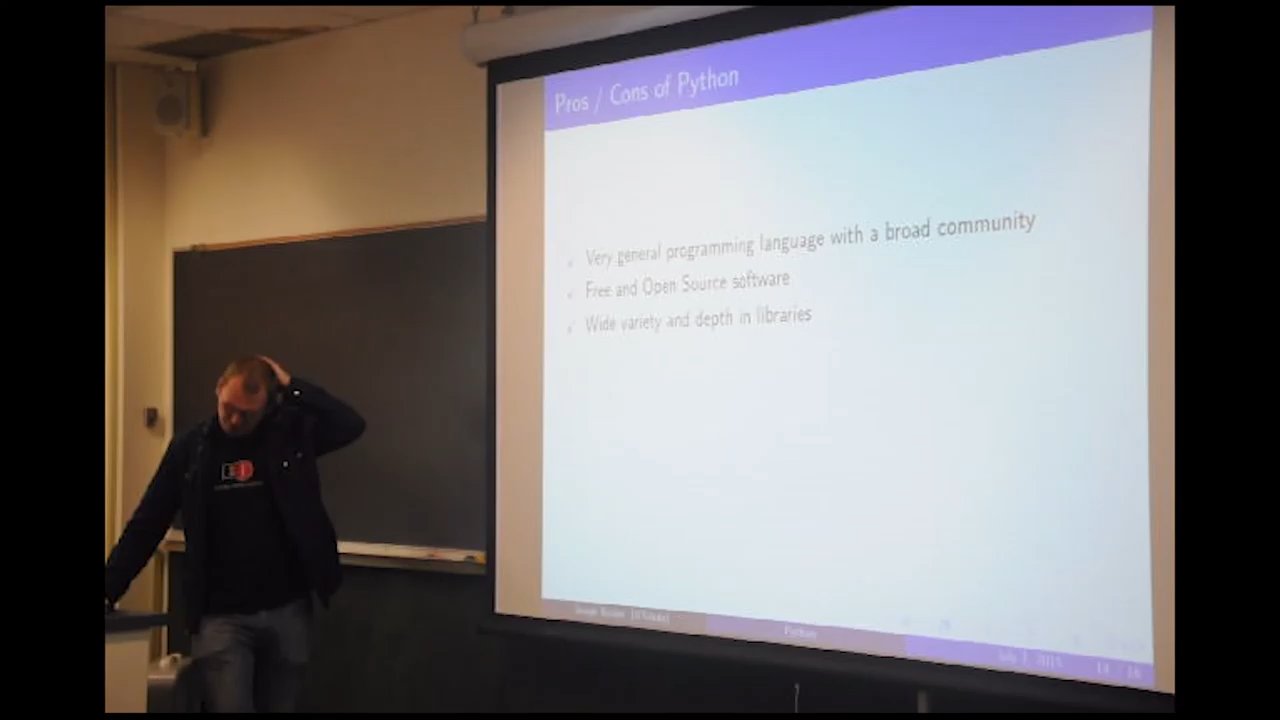 Pros / Cons of Python
Very general programming language with a broad community
Free and Open Source software
Wide variety and depth in libraries
Python